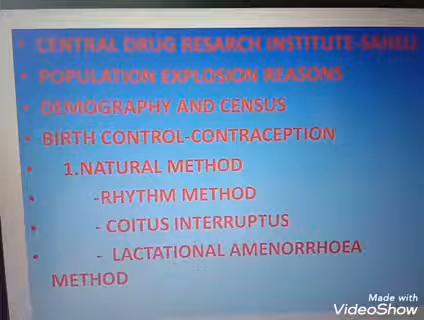 • CENTRAL DRUG RESARCH INSTITUTE-SAHELI
• POPULATION EXPLOSION REASONS
• DEMOGRAPHY AND CENSUS
• BIRTH CONTROL-CONTRACEPTION
• 1.NATURAL METHOD
• -RHYTHM METHOD
• - COITUS INTERRUPTUS
• - LACTATIONAL AMENORRHOEA
METHOD
Made with
VideoShow